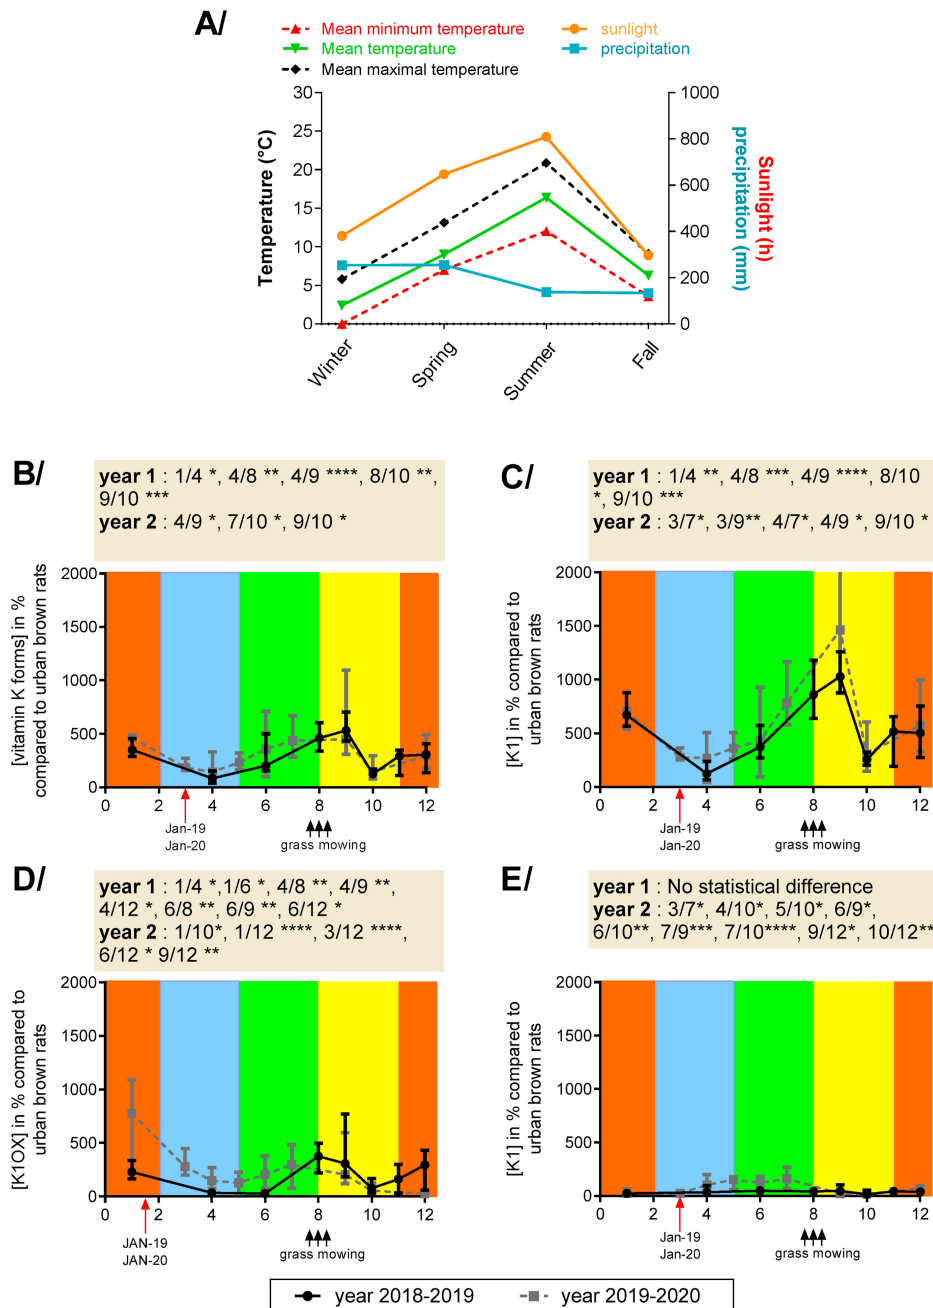 A/
Mean minimum temperature
Mean temperature
Mean maximal temperature
sunlight
precipitation
30
25
20
15
10
5
0
Temperature (°C)
1000
800
600
400
200
0
Sunlight (h)
precipitation (mm)
Winter
Spring
Summer
Fall
B/
year 1 : 1/4 *, 4/8 **, 4/9 ****, 8/10 **,
9/10 ***
year 2 : 4/9 *, 7/10 *, 9/10 *
[vitamin K forms] in %
compared to urban brown rats
2000
1500
1000
500
0
0 2 4 6 8 10 12
Jan-19
Jan-20
grass mowing
C/
year 1 : 1/4 **, 4/8 ***, 4/9 ****, 8/10
*, 9/10 ***
year 2 : 3/7*, 3/9**, 4/7*, 4/9 *, 9/10 *
[K1] in % compared to
urban brown rats
2000
1500
1000
500
0
0 2 4 6 8 10 12
Jan-19
Jan-20
grass mowing
D/
year 1 : 1/4 *,1/6 *, 4/8 **, 4/9 **,
4/12 *, 6/8 **, 6/9 **, 6/12 *
year 2 : 1/10*, 1/12 ****, 3/12 ****,
6/12 * 9/12 **
[K1OX] in % compared to
urban brown rats
2000
1500
1000
500
0
0 2 4 6 8 10 12
JAN-19
JAN-20
grass mowing
E/
year 1 : No statistical difference
year 2 : 3/7*, 4/10*, 5/10*, 6/9*,
6/10**, 7/9***, 7/10****, 9/12*, 10/12**
[K1] in % compared to
urban brown rats
2000
1500
1000
500
0
0 2 4 6 8 10 12
Jan-19
Jan-20
grass mowing
year 2018-2019
year 2019-2020